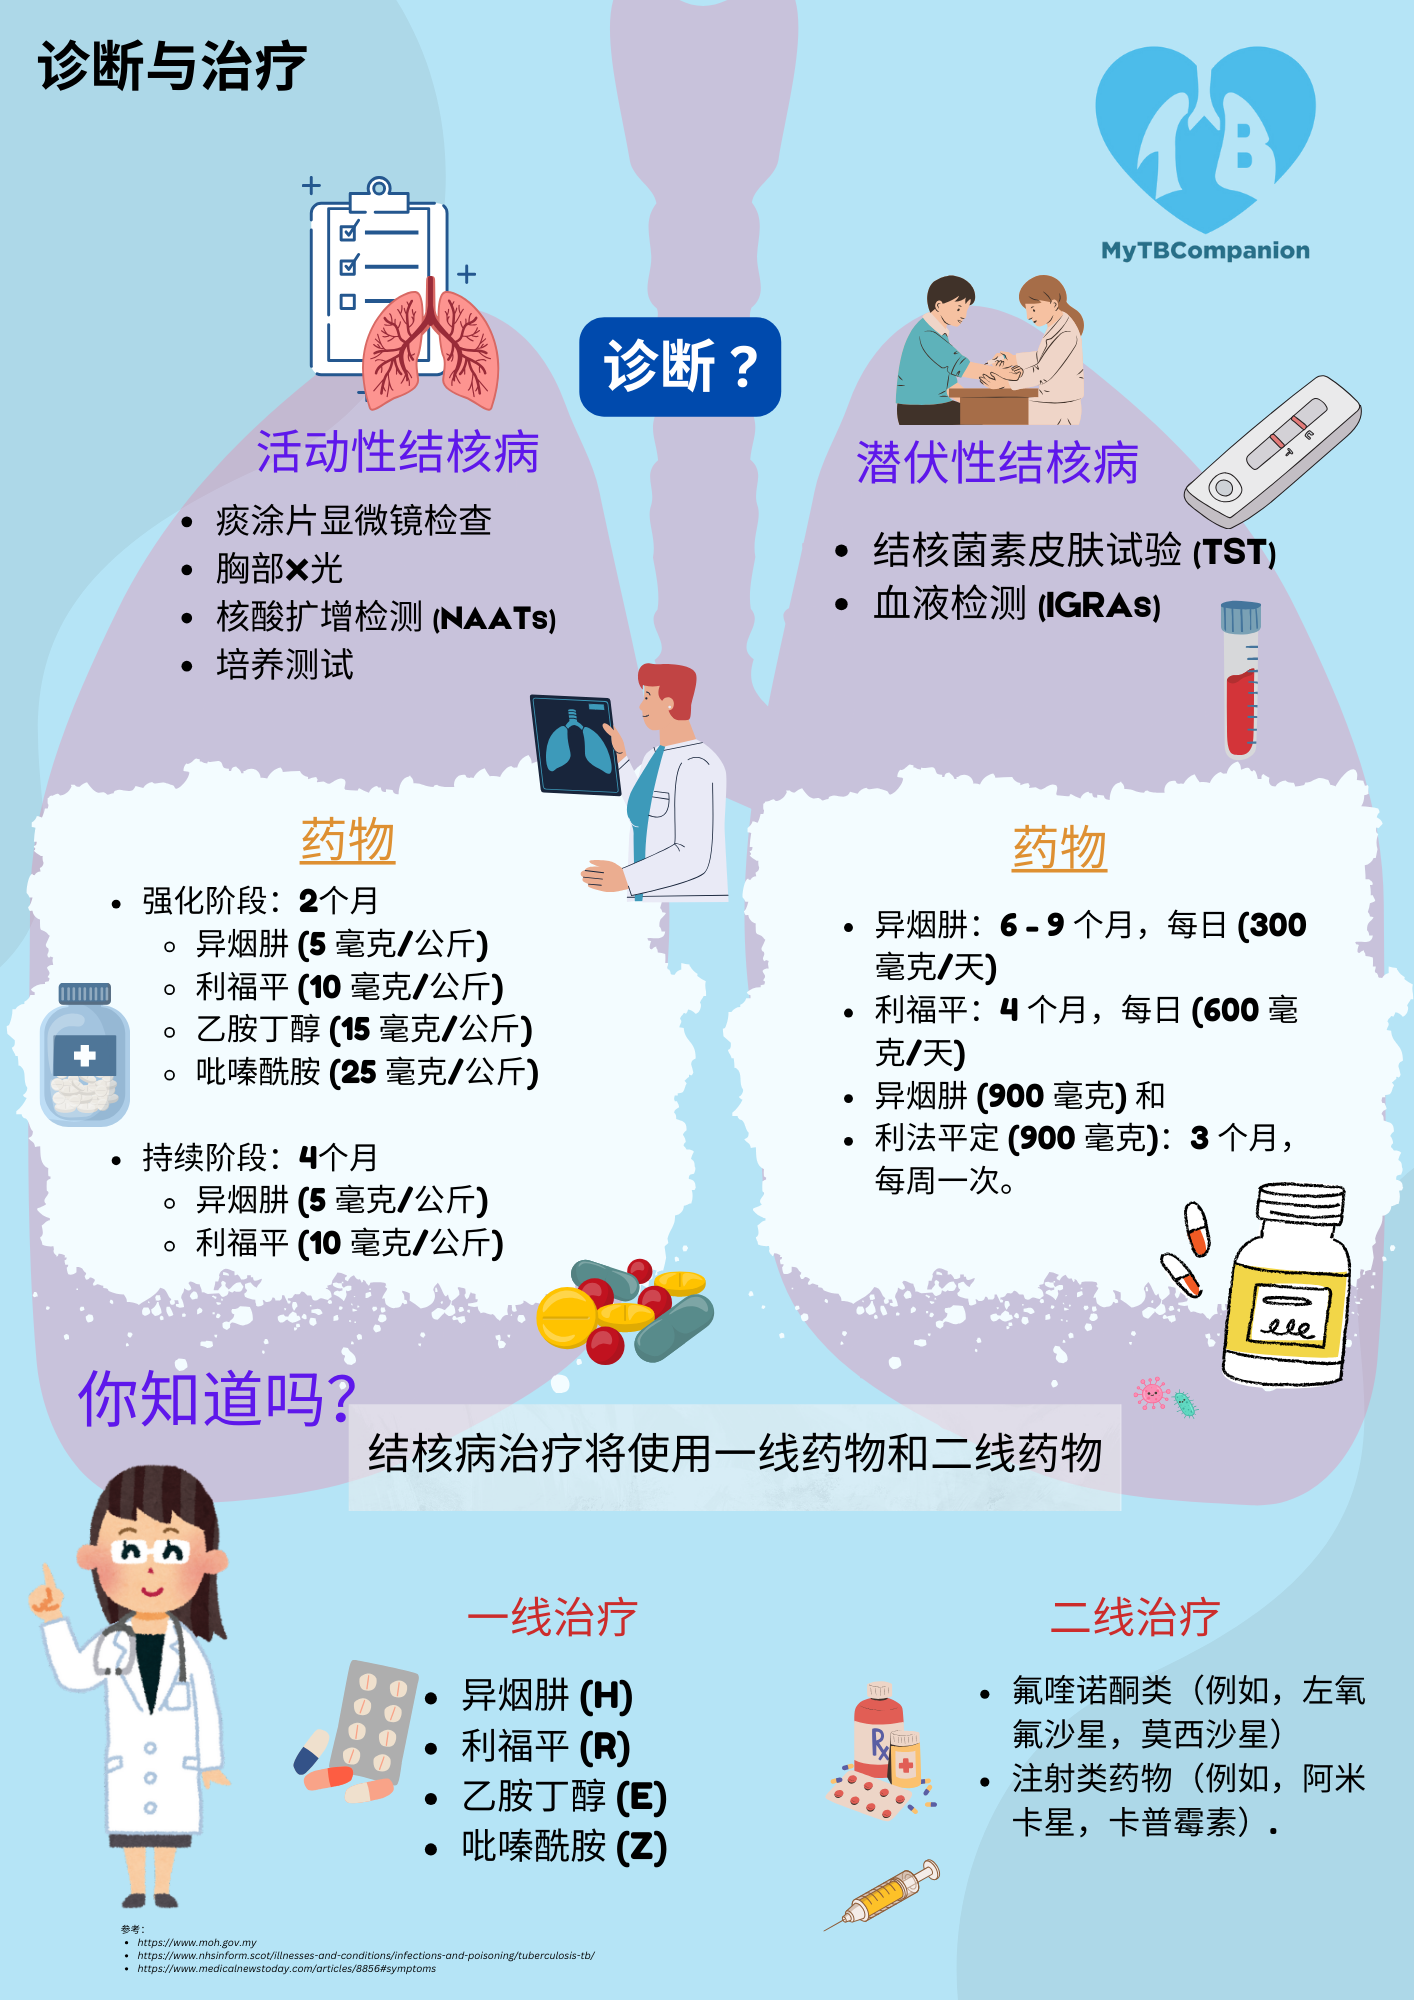 诊断与治疗
TB
MyTBCompanion
诊断？
活动性结核病
痰涂片显微镜检查
胸部X光
核酸扩增检测 (NAATs)
培养测试
潜伏性结核病
结核菌素皮肤试验 (TST)
血液检测 (IGRAs)
C
T
药物
强化阶段：2个月
异烟肼 (5 毫克/公斤)
利福平 (10 毫克/公斤)
乙胺丁醇 (15 毫克/公斤)
吡嗪酰胺 (25 毫克/公斤)
持续阶段：4个月
异烟肼 (5 毫克/公斤)
利福平 (10 毫克/公斤)
药物
异烟肼：6 - 9 个月，每日 (300
毫克/天)
利福平：4 个月，每日 (600 毫
克/天)
异烟肼 (900 毫克) 和
利法平定 (900 毫克)：3 个月，
每周一次。
你知道吗?
结核病治疗将使用一线药物和二线药物
一线治疗
异烟肼 (H)
利福平 (R)
乙胺丁醇 (E)
吡嗪酰胺 (Z)
二线治疗
氟喹诺酮类（例如，左氧
氟沙星，莫西沙星）
注射类药物（例如，阿米
卡星，卡普霉素）.
Rx
参考：
https://www.moh.gov.my
https://www.nhsinform.scot/illnesses-and-conditions/infections-and-poisoning/tuberculosis-tb/
https://www.medicalnewstoday.com/articles/8856#symptoms